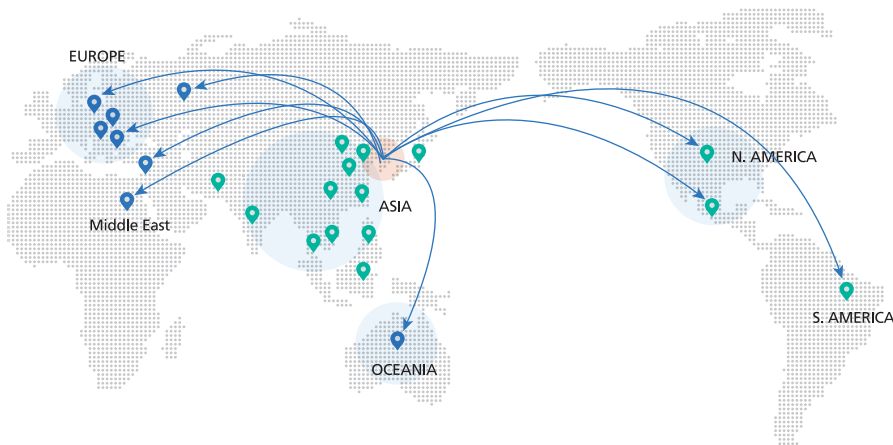 EUROPE
N. AMERICA
ASIA
Middle East
S. AMERICA
OCEANIA